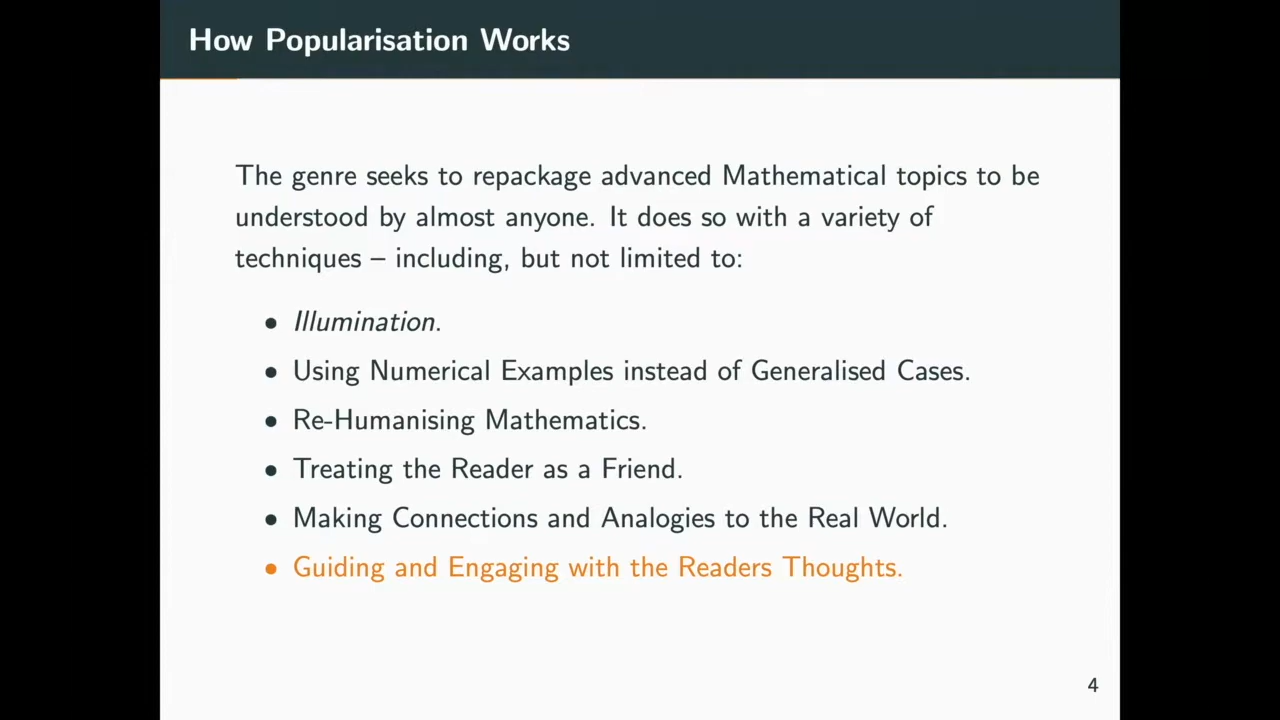 How Popularisation Works
The genre seeks to repackage advanced Mathematical topics to be
understood by almost anyone. It does so with a variety of
techniques – including, but not limited to:
• Illumination.
• Using Numerical Examples instead of Generalised Cases.
• Re-Humanising Mathematics.
• Treating the Reader as a Friend.
• Making Connections and Analogies to the Real World.
• Guiding and Engaging with the Readers Thoughts.
4